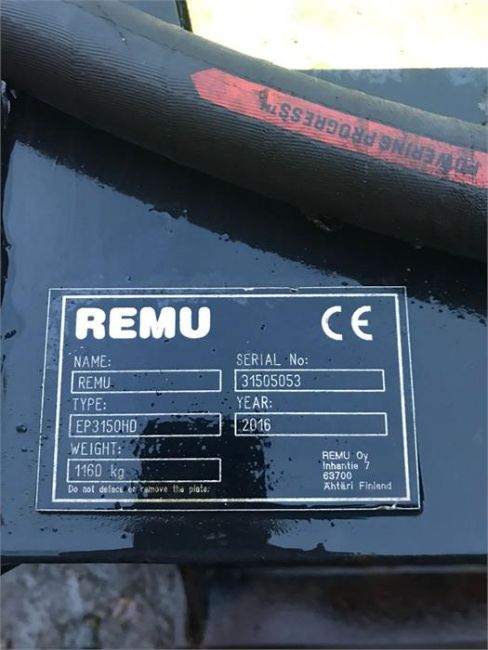 POWERING PROGRESS™
REMU CE
NAME: SERIAL No:
REMU 31505053
TYPE: YEAR:
EP3150HD 2016
WEIGHT:
1160 kg
REMU Oy
Inhantie 7
63700
Ähtäri Finland
Do not deface or remove the plate.